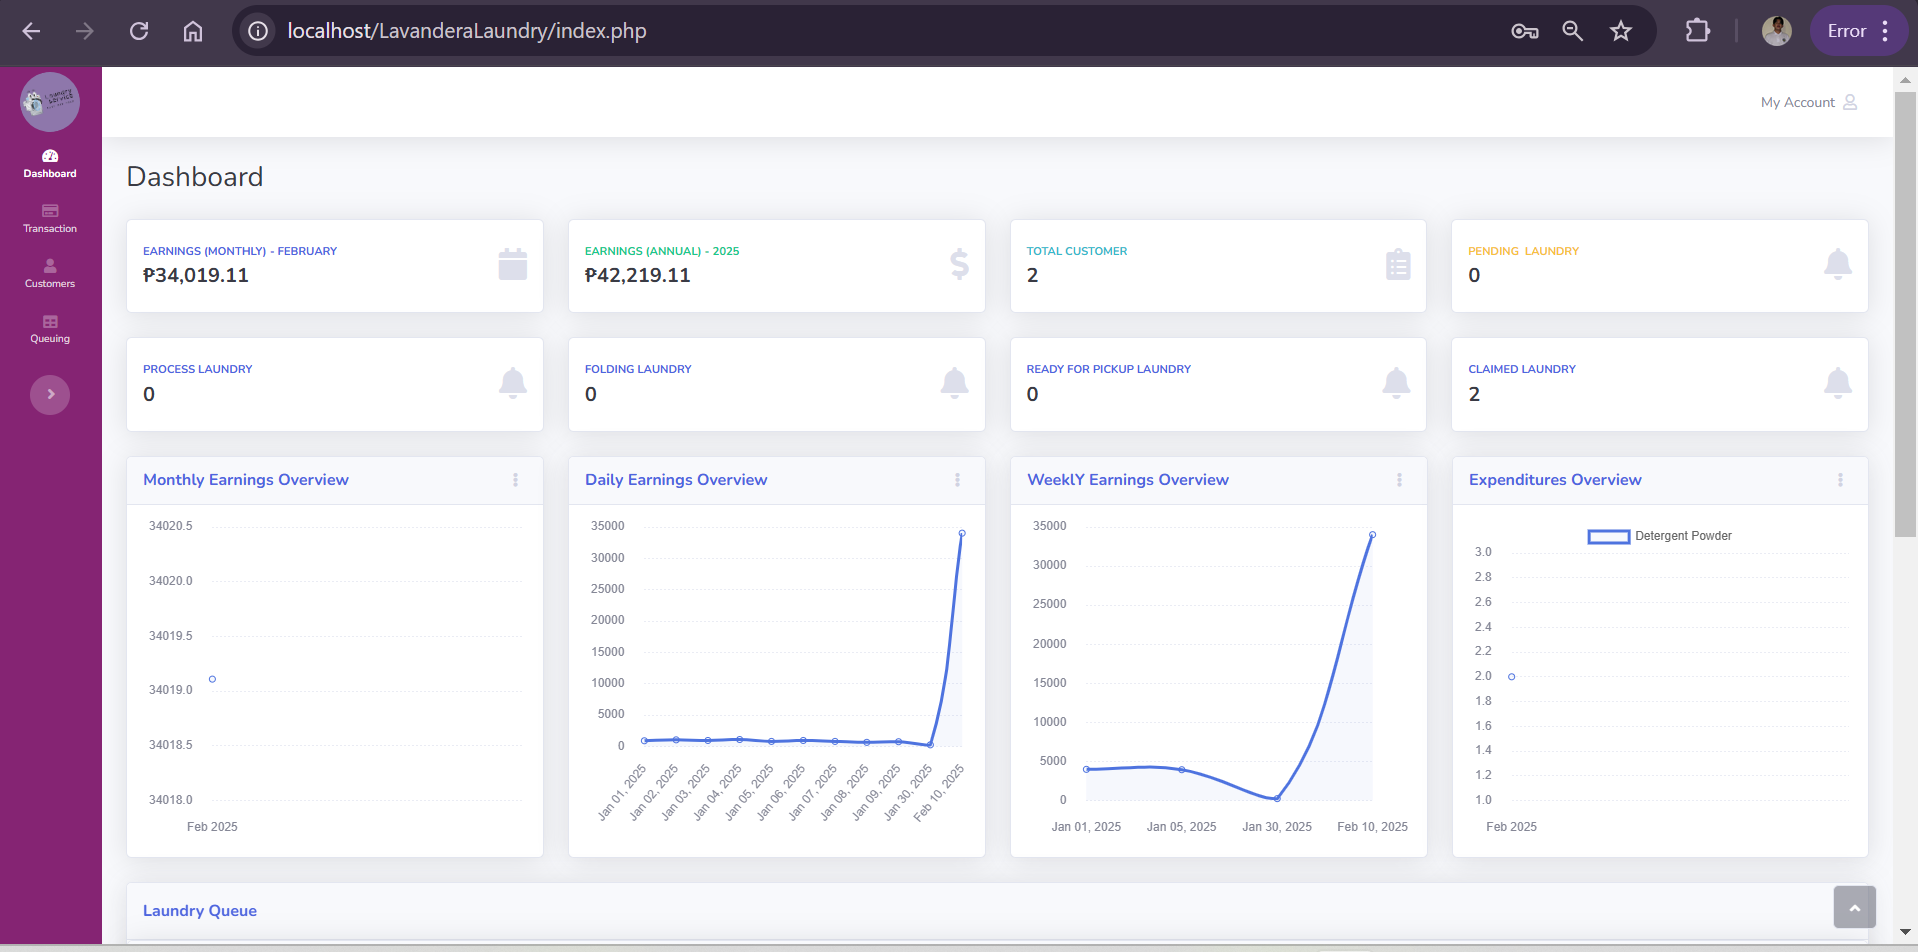 localhost/LavanderaLaundry/index.php
Error
My Account
Dashboard
Transaction
Customers
Queuing
Dashboard
EARNINGS (MONTHLY) - FEBRUARY
₱34,019.11
EARNINGS (ANNUAL) - 2025
₱42,219.11
TOTAL CUSTOMER
2
PENDING LAUNDRY
0
PROCESS LAUNDRY
0
FOLDING LAUNDRY
0
READY FOR PICKUP LAUNDRY
0
CLAIMED LAUNDRY
2
Monthly Earnings Overview
34020.5
34020.0
34019.5
34019.0
34018.5
34018.0
Feb 2025
Daily Earnings Overview
35000
30000
25000
20000
15000
10000
5000
0
Jan 01, 2025
Jan 02, 2025
Jan 03, 2025
Jan 04, 2025
Jan 05, 2025
Jan 06, 2025
Jan 07, 2025
Jan 08, 2025
Jan 09, 2025
Jan 30, 2025
Feb 10, 2025
WeeklY Earnings Overview
35000
30000
25000
20000
15000
10000
5000
0
Jan 01, 2025
Jan 05, 2025
Jan 30, 2025
Feb 10, 2025
Expenditures Overview
Detergent Powder
3.0
2.8
2.6
2.4
2.2
2.0
1.8
1.6
1.4
1.2
1.0
Feb 2025
Laundry Queue